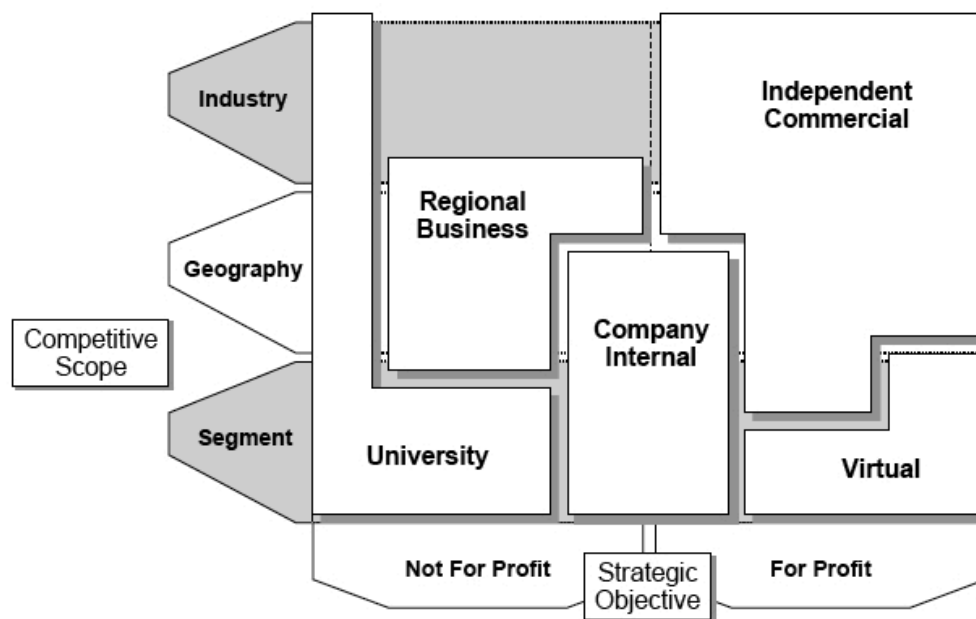 Industry
Independent
Commercial
Regional
Business
Geography
Competitive
Scope
Company
Internal
Segment
University
Virtual
Not For Profit
Strategic
Objective
For Profit